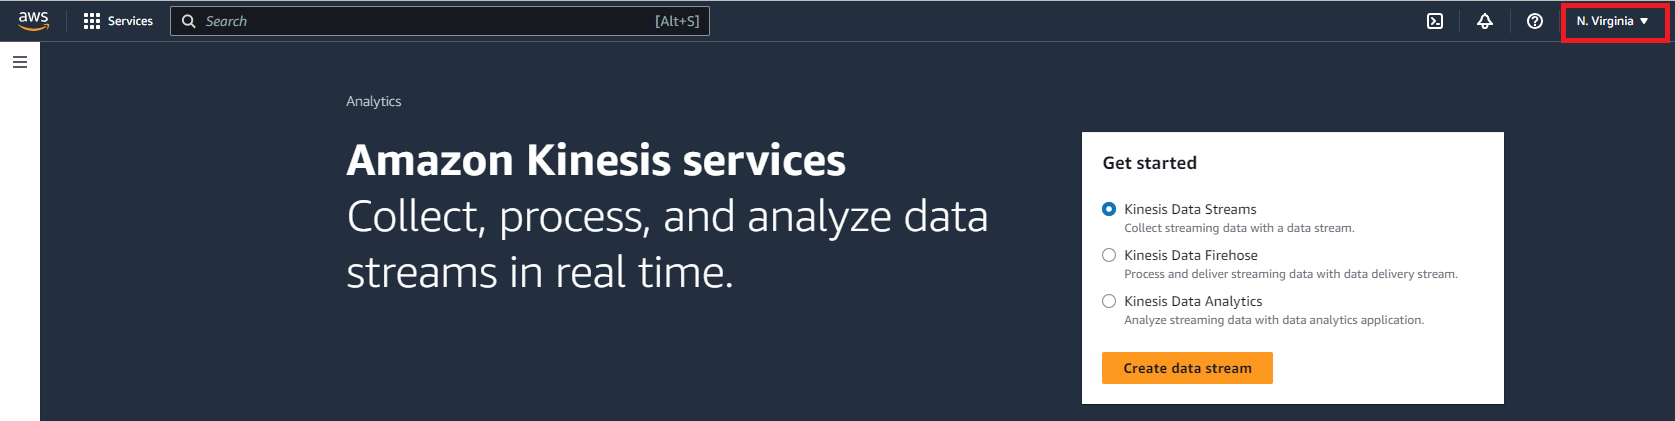 aws
Services
Search
[Alt+S]
N. Virginia
Analytics
Amazon Kinesis services
Collect, process, and analyze data
streams in real time.
Get started
Kinesis Data Streams
Collect streaming data with a data stream.
Kinesis Data Firehose
Process and deliver streaming data with data delivery stream.
Kinesis Data Analytics
Analyze streaming data with data analytics application.
Create data stream